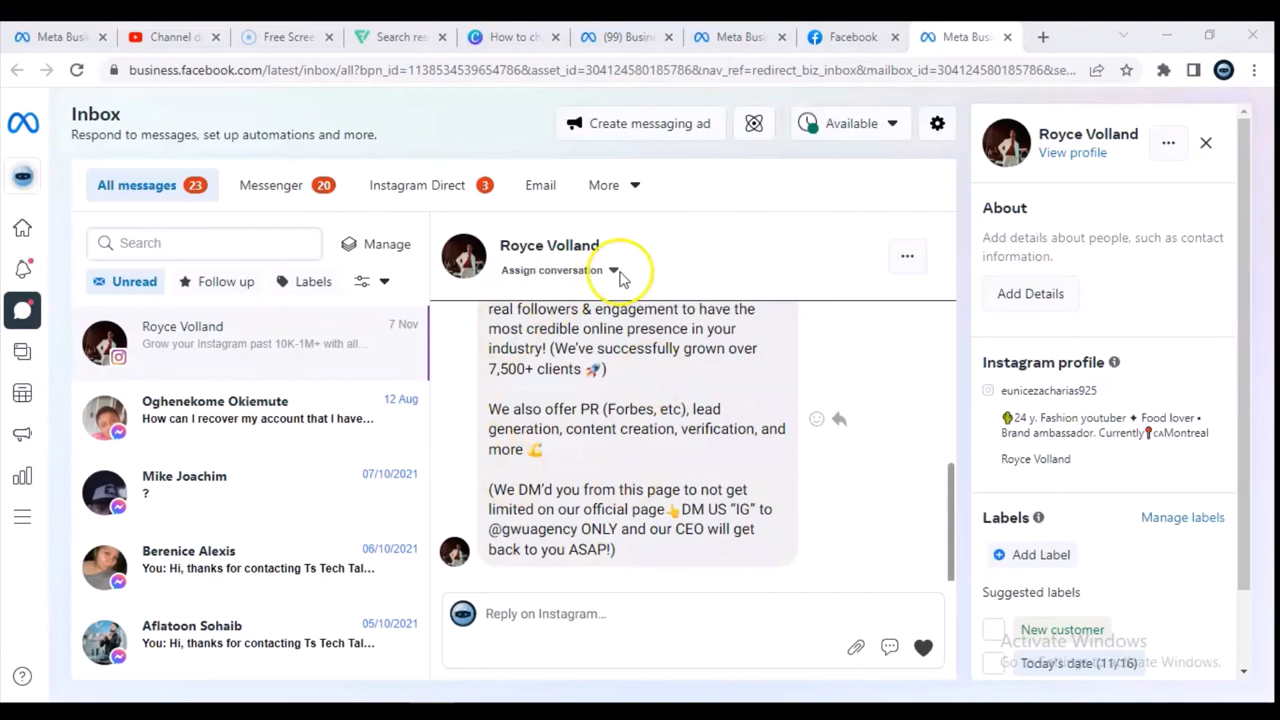 Meta Busi
Channel d
Free Scree
Search res
How to ch
(99) Busin
Meta Busi
Facebook
Meta Busi
business.facebook.com/latest/inbox/all?bpn_id=1138534539654786&asset_id=304124580185786&nav_ref=redirect_biz_inbox&mailbox_id=304124580185786&se...
Inbox
Respond to messages, set up automations and more.
Create messaging ad
Available
All messages 23
Messenger 20
Instagram Direct 3
Email
More
Search
Manage
Unread
Follow up
Labels
Royce Volland
7 Nov
Grow your Instagram past 10K-1M+ with all...
Oghenekome Okiemute
12 Aug
How can I recover my account that I have...
Mike Joachim
07/10/2021
?
Berenice Alexis
06/10/2021
You: Hi, thanks for contacting Ts Tech Tal...
Aflatoon Sohaib
05/10/2021
You: Hi, thanks for contacting Ts Tech Tal...
Royce Volland
Assign conversation
real followers & engagement to have the
most credible online presence in your
industry! (We've successfully grown over
7,500+ clients 🚀)
We also offer PR (Forbes, etc), lead
generation, content creation, verification, and
more 💪
(We DM'd you from this page to not get
limited on our official page👆DM US “IG” to
@gwuagency ONLY and our CEO will get
back to you ASAP!)
Reply on Instagram...
Royce Volland
View profile
About
Add details about people, such as contact
information.
Add Details
Instagram profile
eunicezacharias925
🌵24 y. Fashion youtuber ✦ Food lover •
Brand ambassador. Currently📍ᴄᴀMontreal
Royce Volland
Labels
Manage labels
Add Label
Suggested labels
New customer
Today's date (11/16)
Activate Windows
Go to Settings to activate Windows.